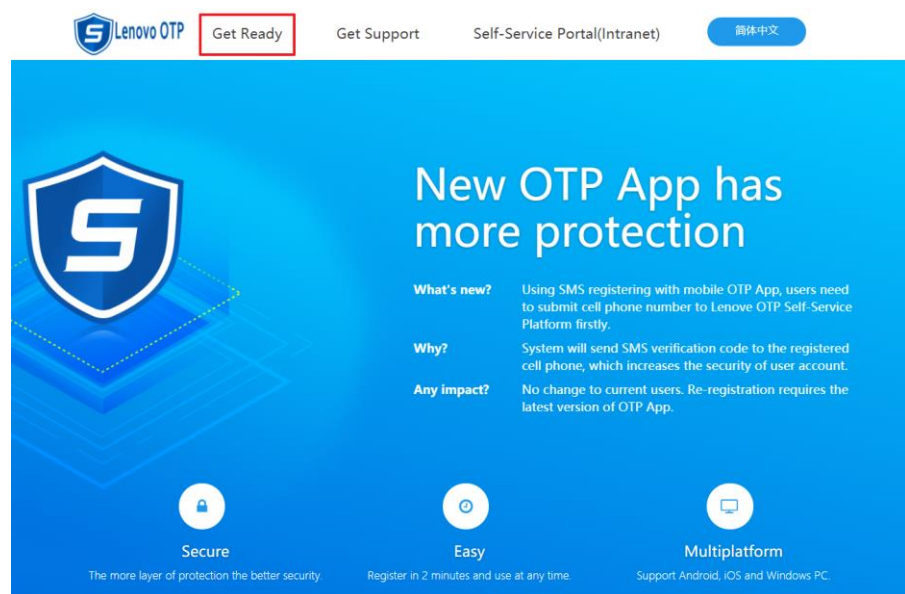 Lenovo OTP
Get Ready
Get Support
Self-Service Portal(Intranet)
简体中文
New OTP App has
more protection
What's new?
Using SMS registering with mobile OTP App, users need
to submit cell phone number to Lenove OTP Self-Service
Platform firstly.
Why?
System will send SMS verification code to the registered
cell phone, which increases the security of user account.
Any impact?
No change to current users. Re-registration requires the
latest version of OTP App.
Secure
The more layer of protection the better security.
Easy
Register in 2 minutes and use at any time.
Multiplatform
Support Android, iOS and Windows PC.